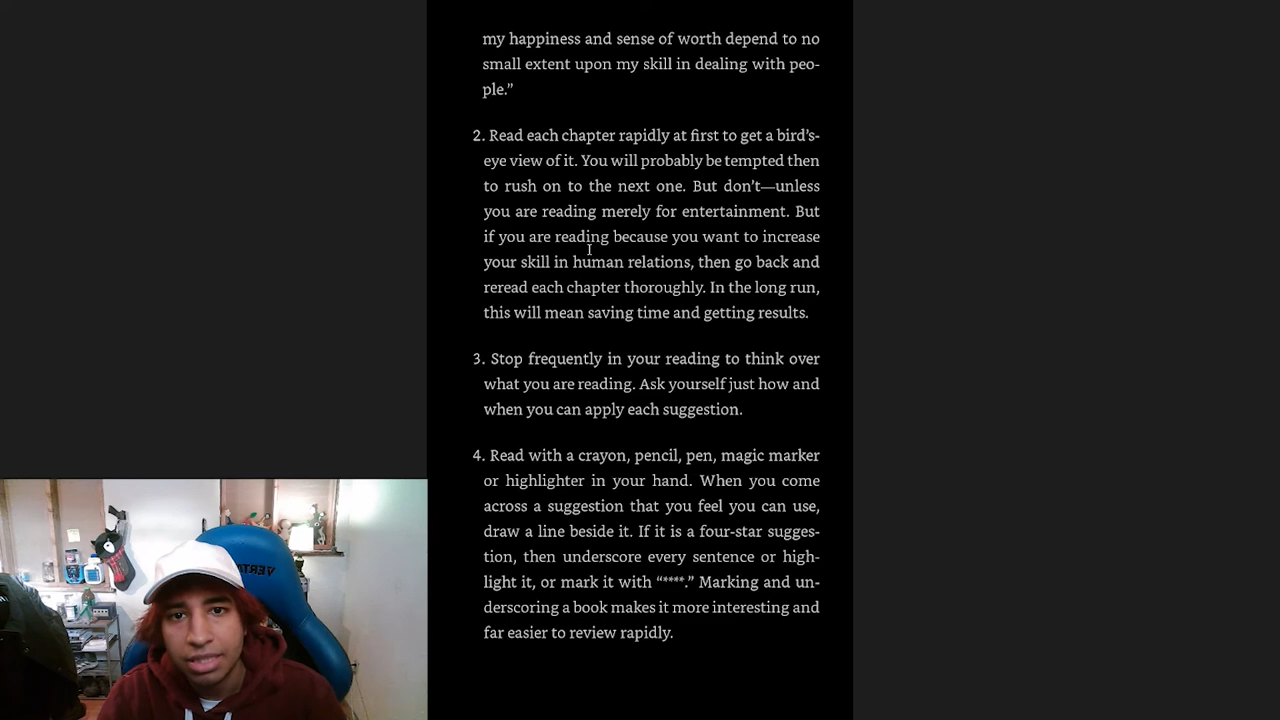 my happiness and sense of worth depend to no
small extent upon my skill in dealing with peo-
ple.”
2. Read each chapter rapidly at first to get a bird’s-
eye view of it. You will probably be tempted then
to rush on to the next one. But don’t—unless
you are reading merely for entertainment. But
if you are reading because you want to increase
your skill in human relations, then go back and
reread each chapter thoroughly. In the long run,
this will mean saving time and getting results.
3. Stop frequently in your reading to think over
what you are reading. Ask yourself just how and
when you can apply each suggestion.
4. Read with a crayon, pencil, pen, magic marker
or highlighter in your hand. When you come
across a suggestion that you feel you can use,
draw a line beside it. If it is a four-star sugges-
tion, then underscore every sentence or high-
light it, or mark it with “****.” Marking and un-
derscoring a book makes it more interesting and
far easier to review rapidly.